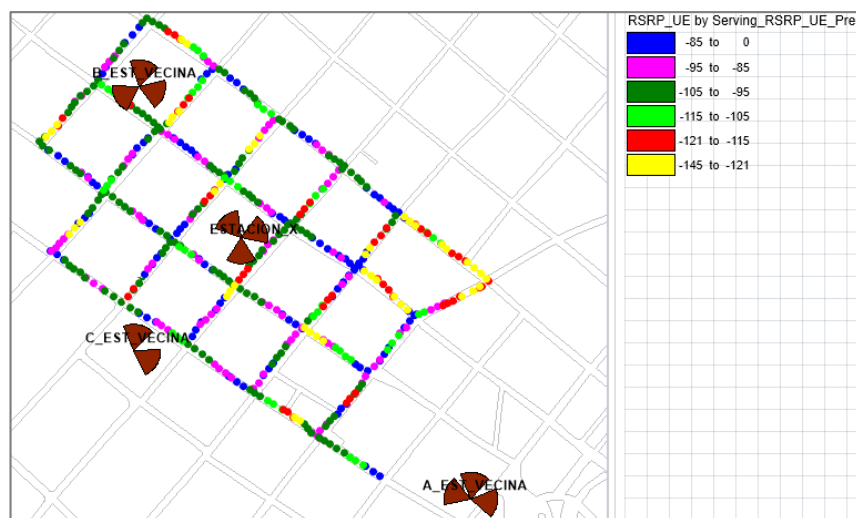 RSRP_UE by Serving_RSRP_UE_Pre
-85 to 0
-95 to -85
-105 to -95
-115 to -105
-121 to -115
-145 to -121
B_EST_VECINA
ESTACION_X
C_EST_VECINA
A_EST_VECINA